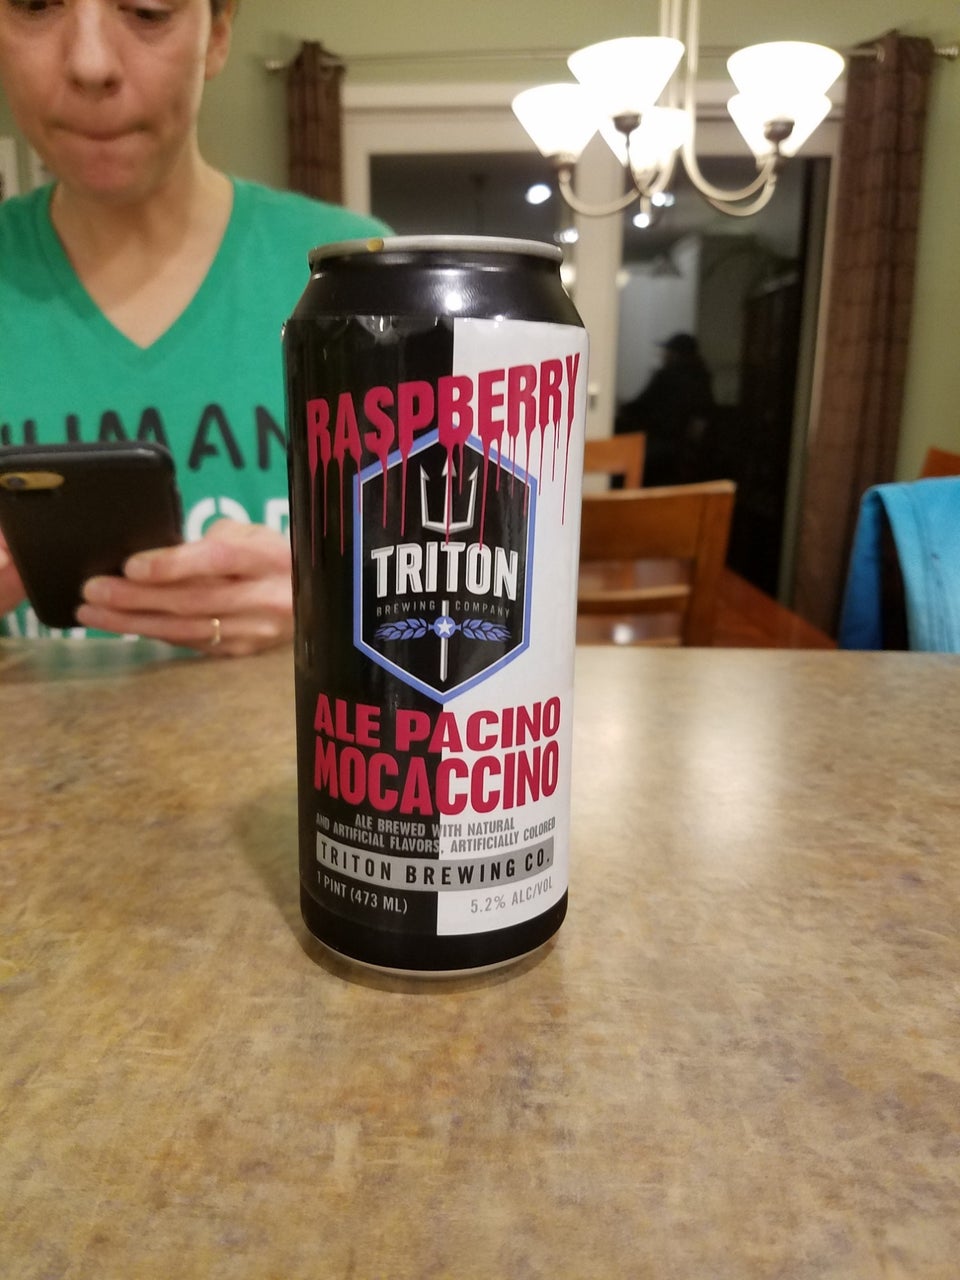 HUMAN
RASPBERRY
TRITON
BREWING COMPANY
ALE PACINO
MOCACCINO
ALE BREWED WITH NATURAL
AND ARTIFICIAL FLAVORS, ARTIFICIALLY COLORED
TRITON BREWING CO.
1 PINT (473 ML)
5.2% ALC/VOL